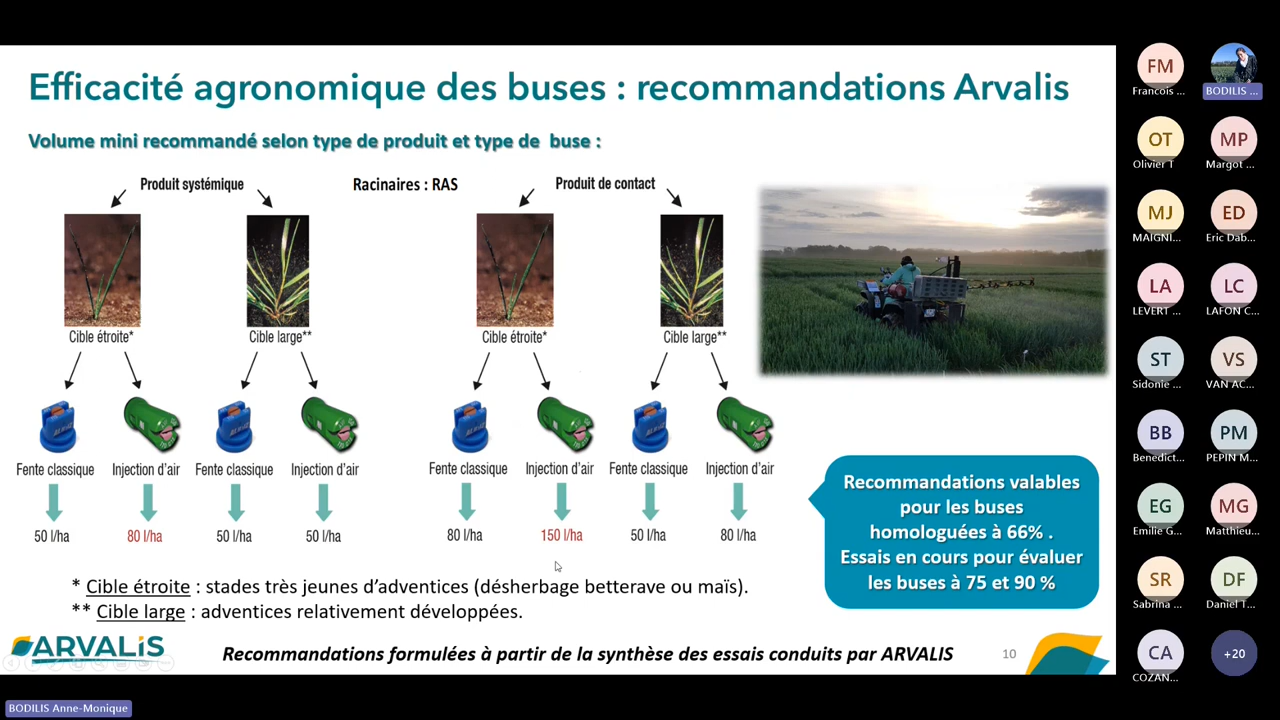 Efficacité agronomique des buses : recommandations Arvalis
Volume mini recommandé selon type de produit et type de buse :
Produit systémique
Racinaires : RAS
Produit de contact
Cible étroite*
Cible large**
Cible étroite*
Cible large**
Fente classique
Injection d'air
Fente classique
Injection d'air
Fente classique
Injection d'air
Fente classique
Injection d'air
50 l/ha
80 l/ha
50 l/ha
50 l/ha
80 l/ha
150 l/ha
50 l/ha
80 l/ha
Recommandations valables
pour les buses
homologuées à 66% .
Essais en cours pour évaluer
les buses à 75 et 90 %
* Cible étroite : stades très jeunes d'adventices (désherbage betterave ou maïs).
** Cible large : adventices relativement développées.
ARVALIS
Recommandations formulées à partir de la synthèse des essais conduits par ARVALIS
10
FM
Francois ...
BODILIS ...
OT
Olivier T
MP
Margot ...
MJ
MAIGNI...
ED
Eric Dab...
LA
LEVERT ...
LC
LAFON C...
ST
Sidonie ...
VS
VAN AC...
BB
Benedict...
PM
PEPIN M...
EG
Emilie G...
MG
Matthieu...
SR
Sabrina ...
DF
Daniel T...
CA
COZAN...
+20
BODILIS Anne-Monique